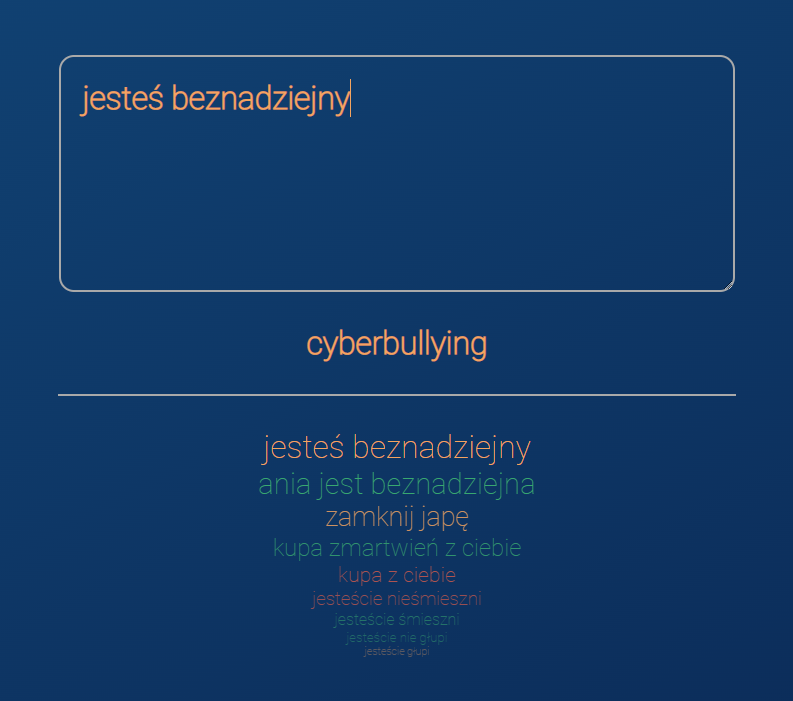 jesteś beznadziejny
cyberbullying
jesteś beznadziejny
ania jest beznadziejna
zamknij japę
kupa zmartwień z ciebie
kupa z ciebie
jesteście nieśmieszni
jesteście śmieszni
jesteście nie głupi
jesteście głupi